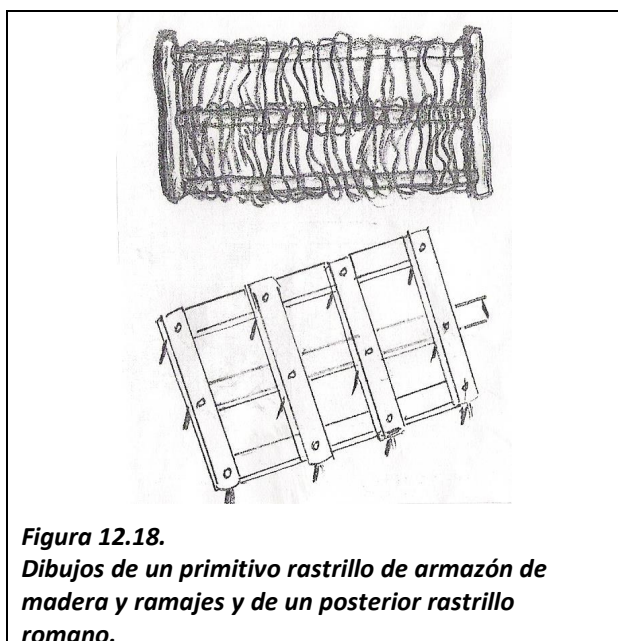 Figura 12.18.
Dibujos de un primitivo rastrillo de armazón de
madera y ramajes y de un posterior rastrillo
romano.